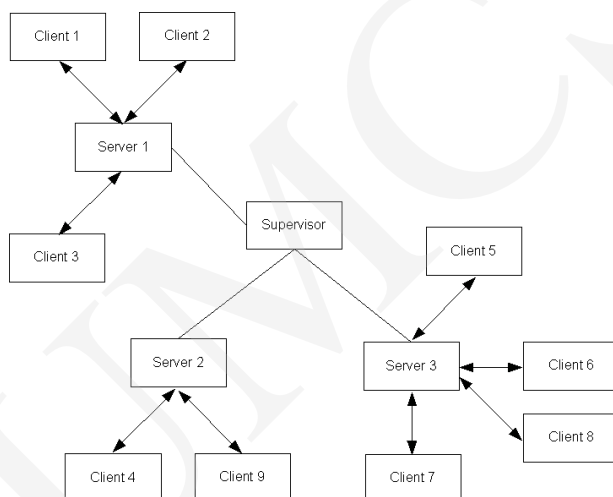 Client 1
Client 2
Server 1
Client 3
Supervisor
Client 5
Server 2
Server 3
Client 6
Client 8
Client 4
Client 9
Client 7
UMCS